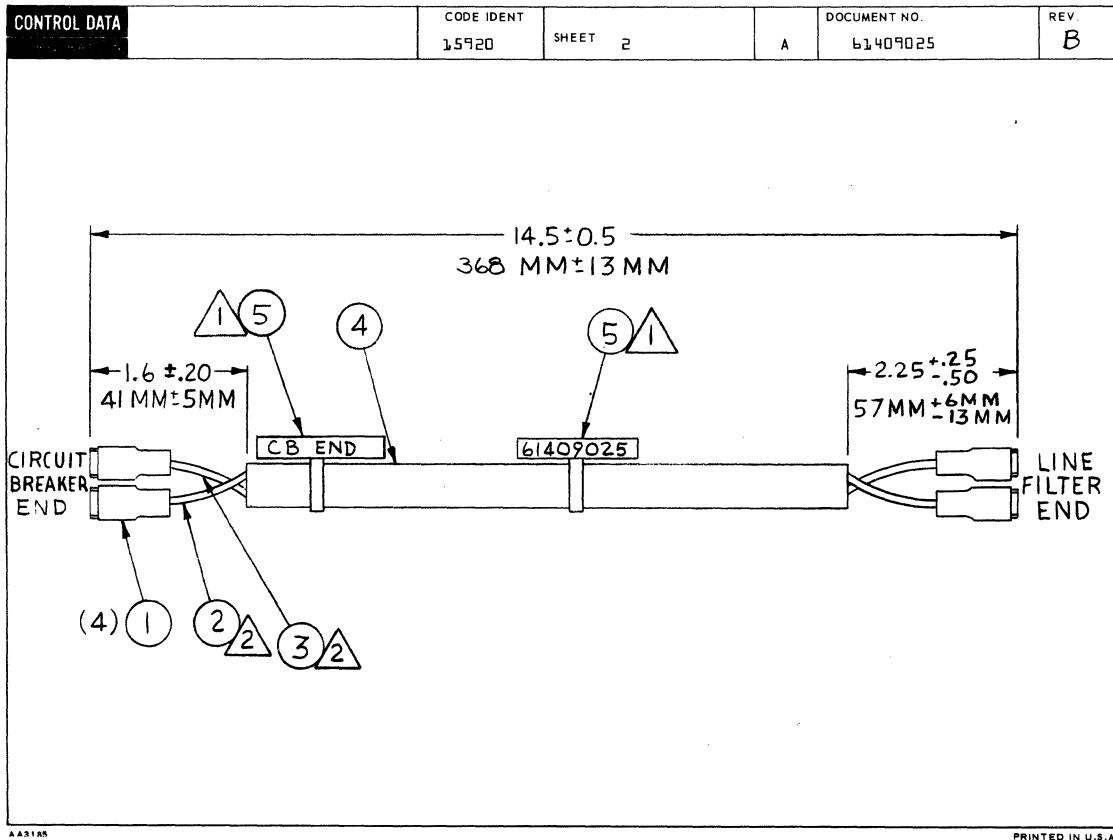 CONTROL DATA
CODE IDENT
15920
SHEET 2
A
DOCUMENT NO.
61409025
REV.
B
14.5±0.5
368 MM±13 MM
1 5
4
5 1
1.6 ±.20
41 MM±5MM
2.25 +.25 -.50
57MM +6MM -13MM
CB END
61409025
CIRCUIT
BREAKER
END
LINE
FILTER
END
(4) 1
2 2
3 2
AA3185
PRINTED IN U.S.A